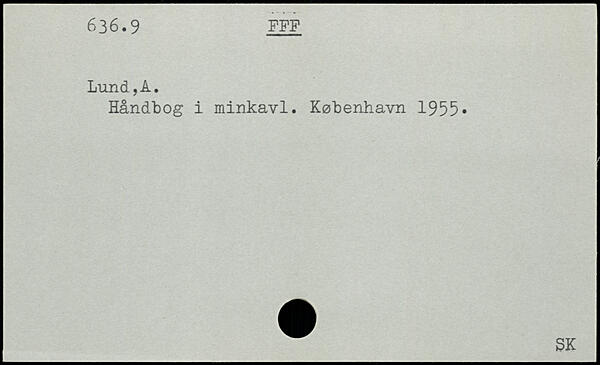 636.9 FFF
Lund,A.
Håndbog i minkavl. København 1955.
SK